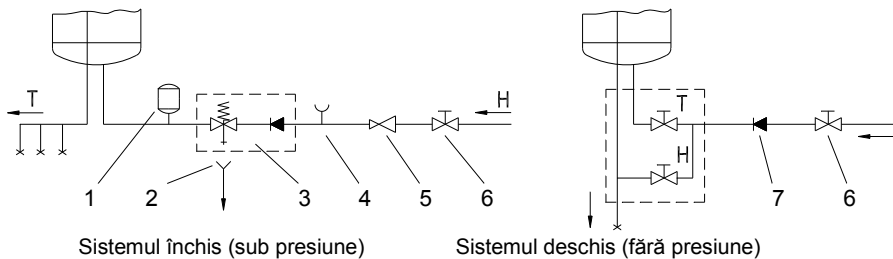 T
H
1
2
3
4
5
6
Sistemul închis (sub presiune)
T
H
7
6
Sistemul deschis (fără presiune)